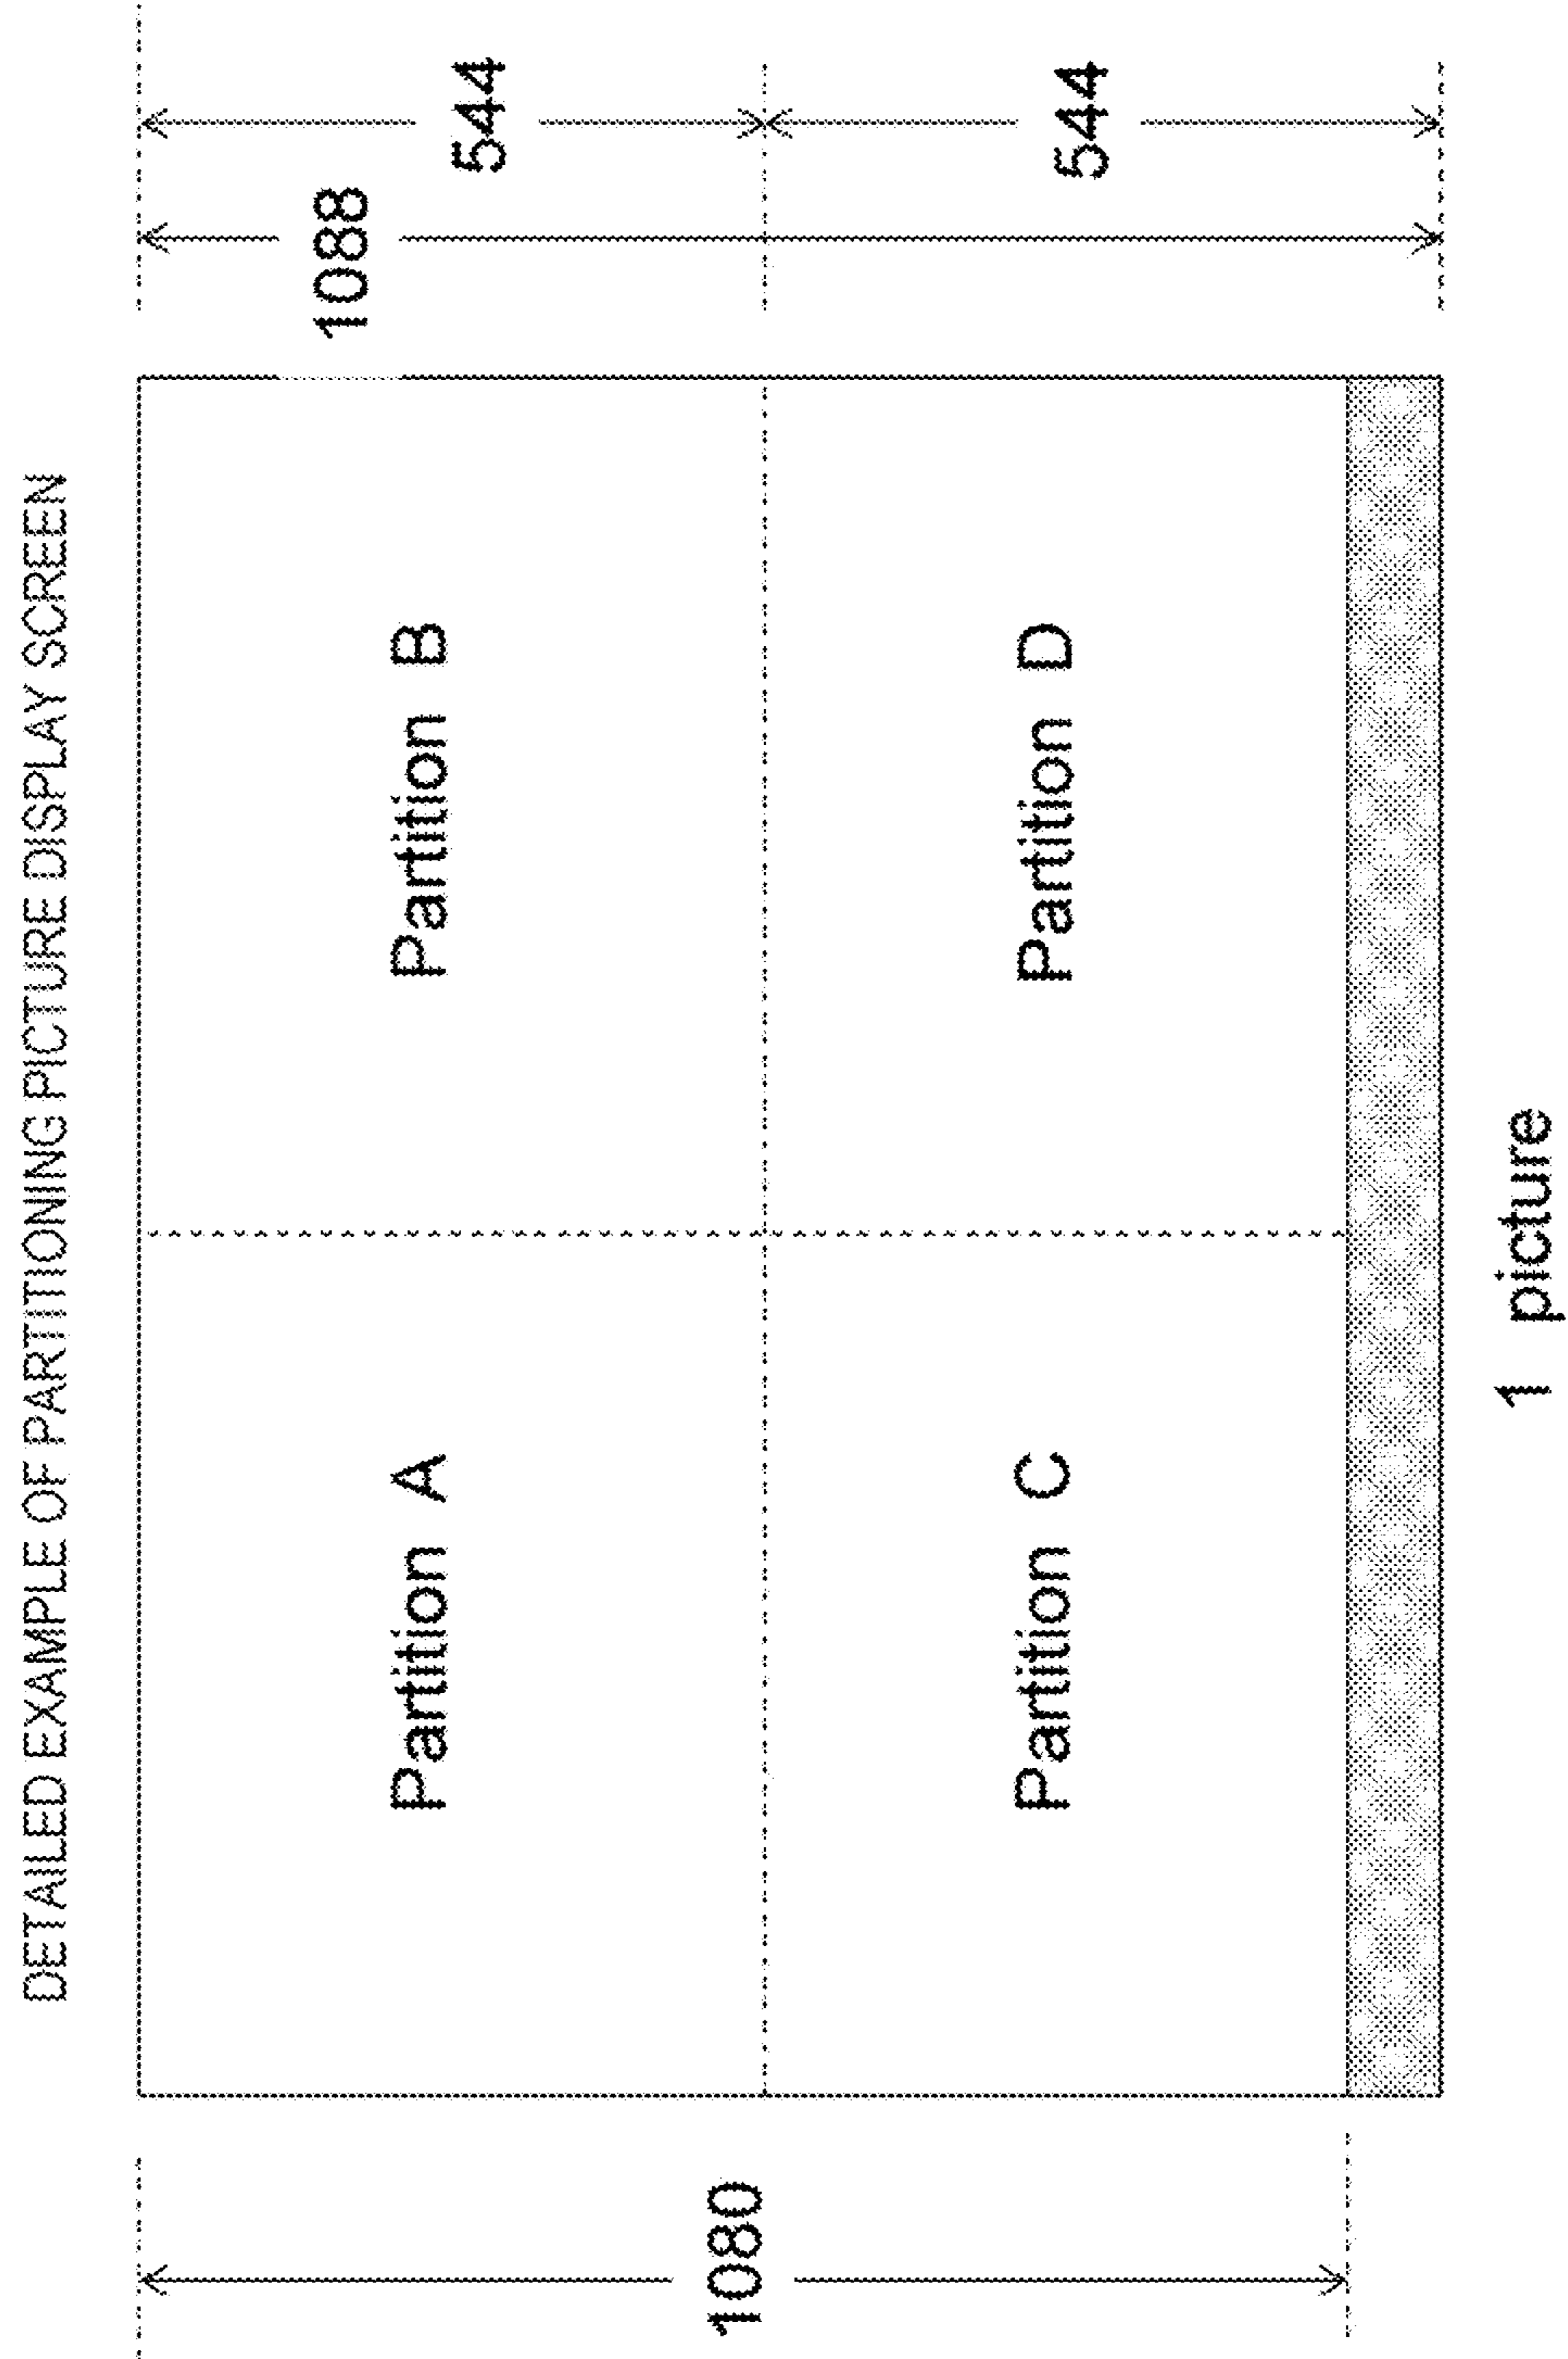 DETAILED EXAMPLE OF PARTITIONING PICTURE DISPLAY SCREEN
1088
544
Partition A
Partition B
1080
544
Partition C
Partition D
1 picture